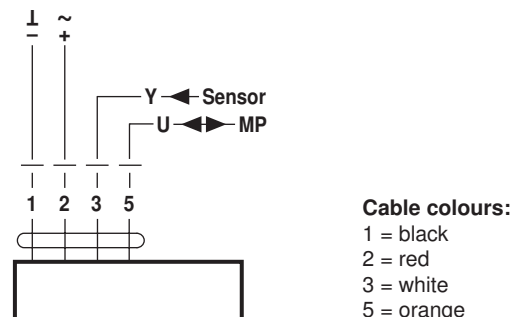 ⊥ ~
– +
Y Sensor
U MP
1 2 3 5
Cable colours:
1 = black
2 = red
3 = white
5 = orange